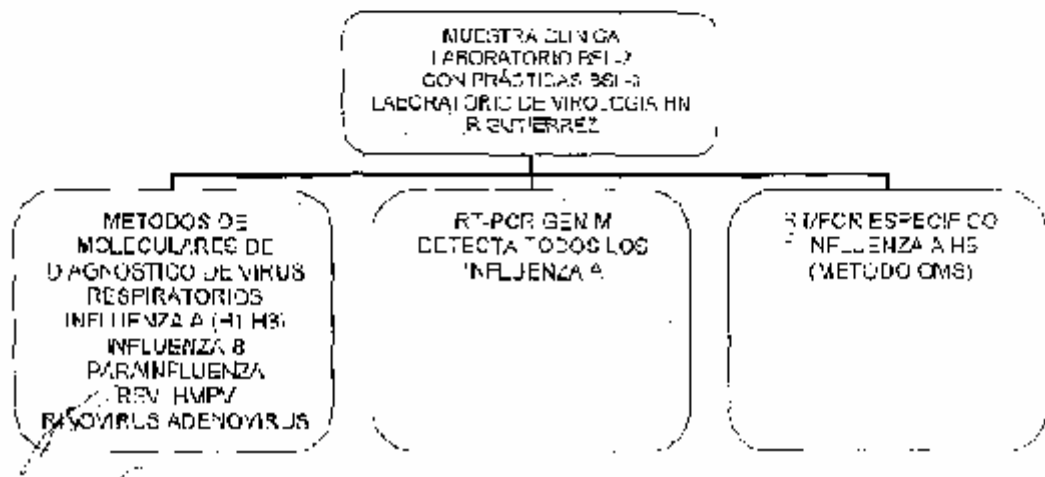 MUESTRA CLINICA
LABORATORIO BSL-2
CON PRÁCTICAS BSL-3
LABORATORIO DE VIROLOGIA HN
R GUTIERREZ
METODOS DE
MOLECULARES DE
DIAGNOSTICO DE VIRUS
RESPIRATORIOS
INFLUENZA A (H1 H3)
INFLUENZA B
PARAINFLUENZA
RSV HMPV
RINOVIRUS ADENOVIRUS
RT-PCR GEN M
DETECTA TODOS LOS
INFLUENZA A
RT/PCR ESPECIFICO
INFLUENZA A H5
(METODO OMS)